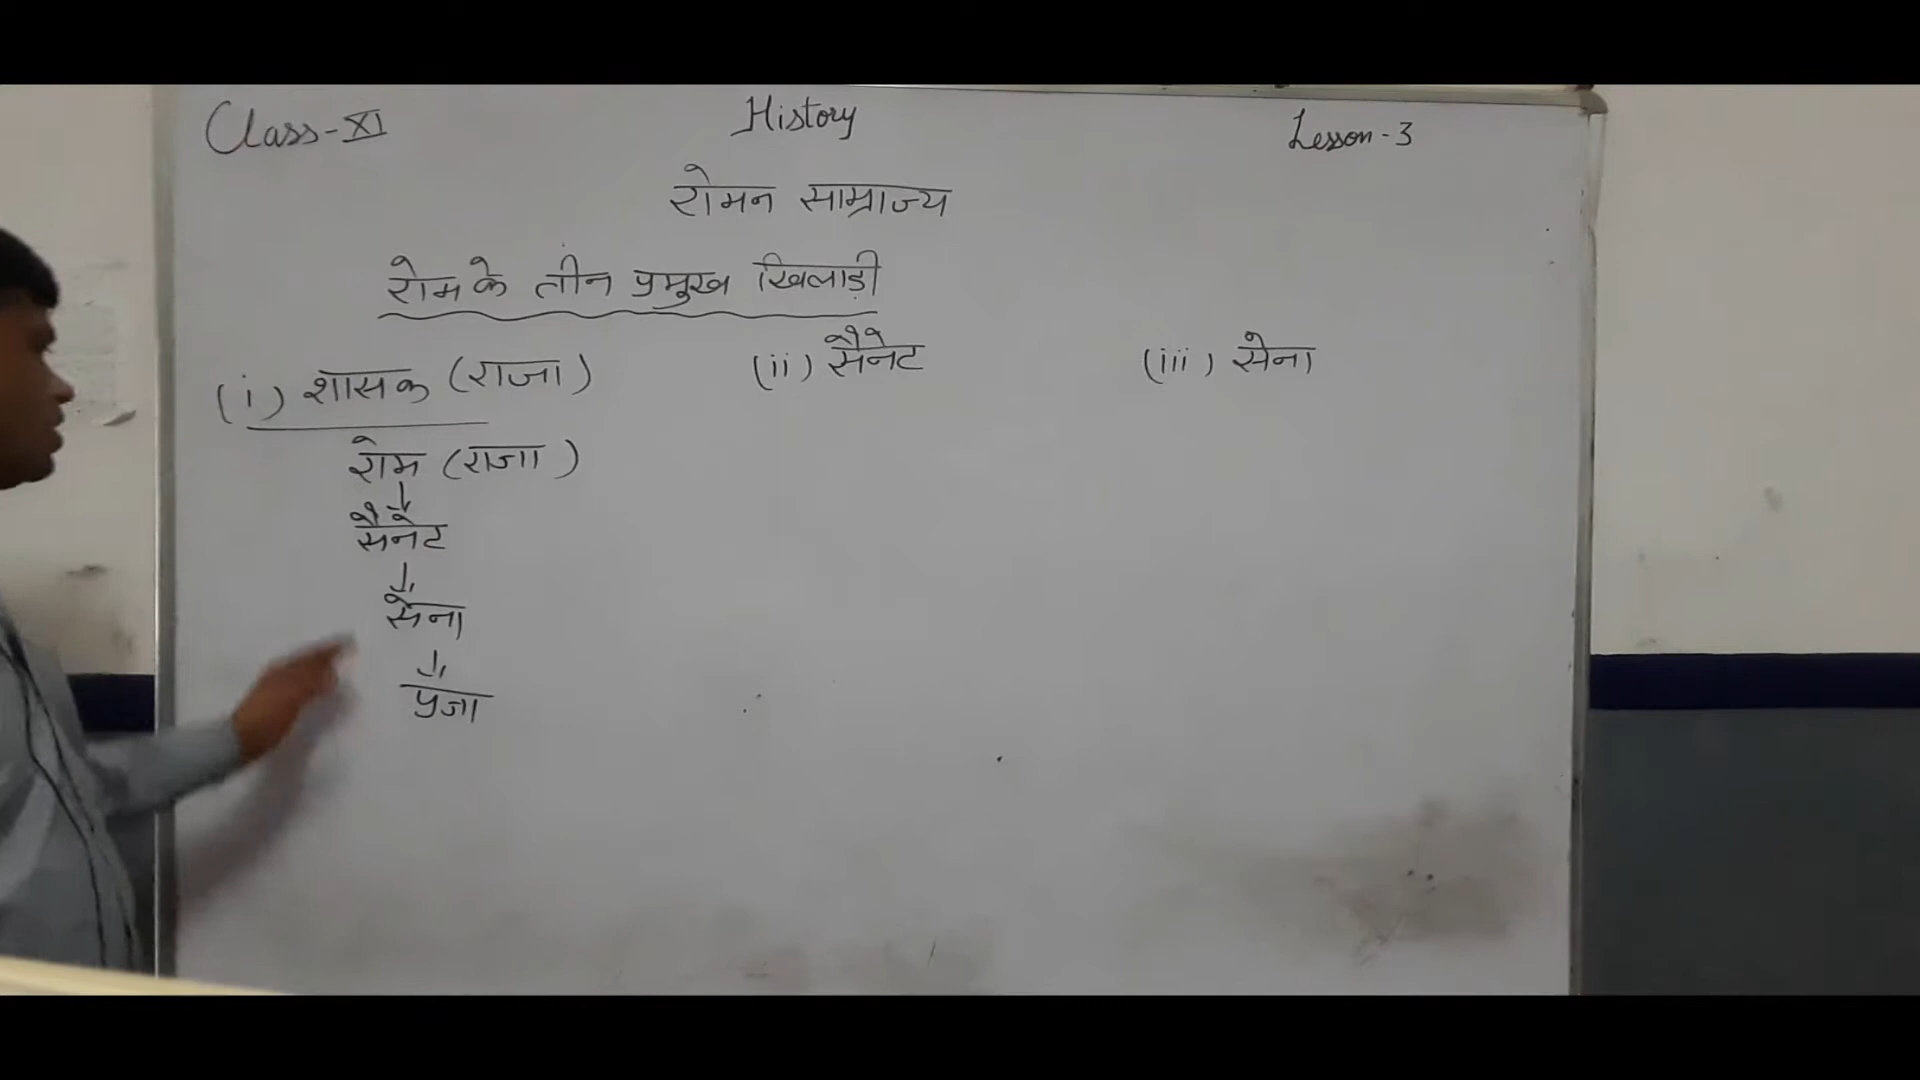 Class-XI History Lesson-3
रोमन साम्राज्य
रोम के तीन प्रमुख खिलाड़ी
(i) शासक (राजा) (ii) सैनेट (iii) सेना
रोम (राजा)
↓
सैनेट
↓
सेना
↓
प्रजा